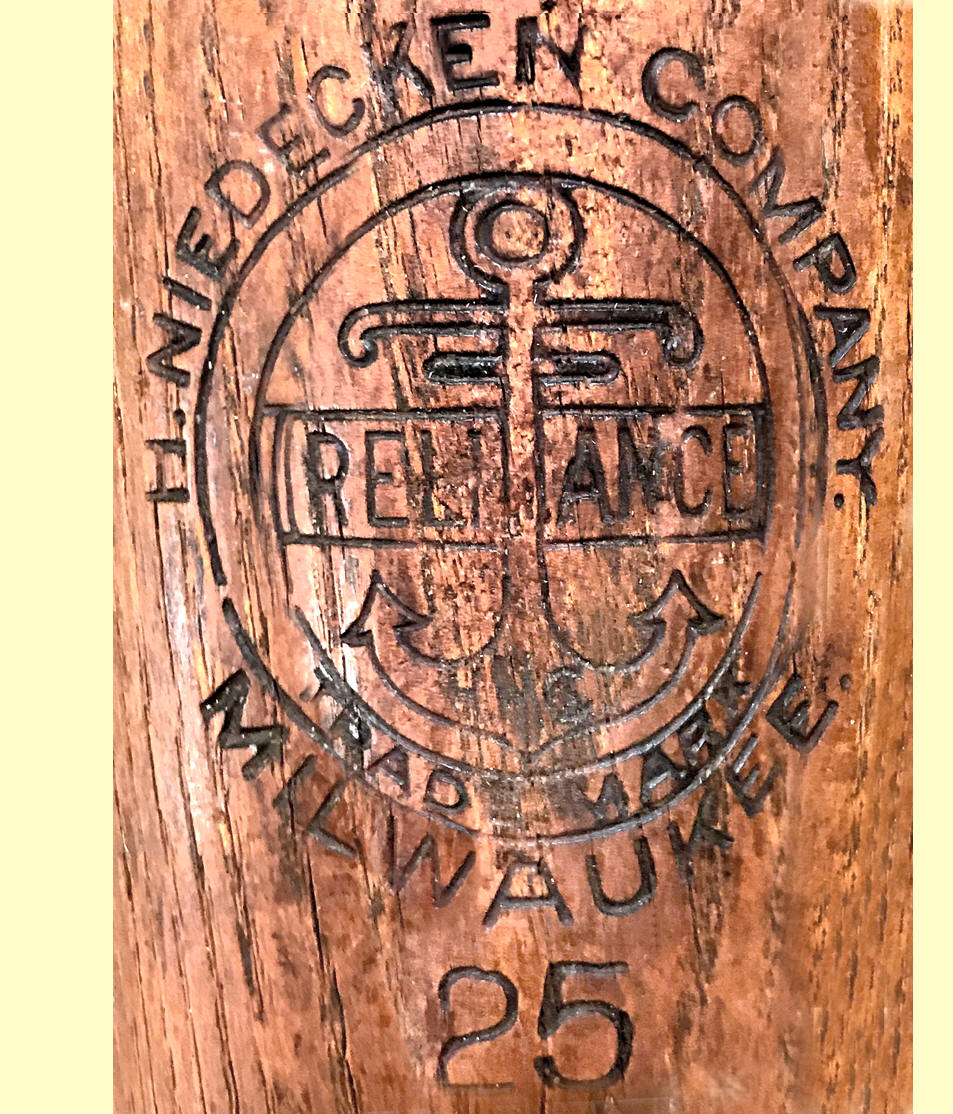 H. NIEDECKEN COMPANY.
RELIANCE
TRADE MARK
MILWAUKEE.
25